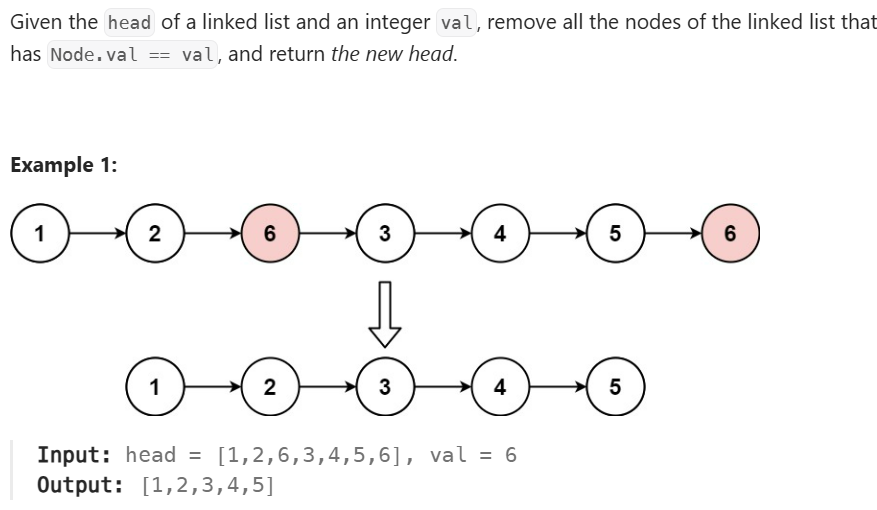 Given the head of a linked list and an integer val, remove all the nodes of the linked list that
has Node.val == val, and return the new head.
Example 1:
1 2 6 3 4 5 6
1 2 3 4 5
Input: head = [1,2,6,3,4,5,6], val = 6
Output: [1,2,3,4,5]